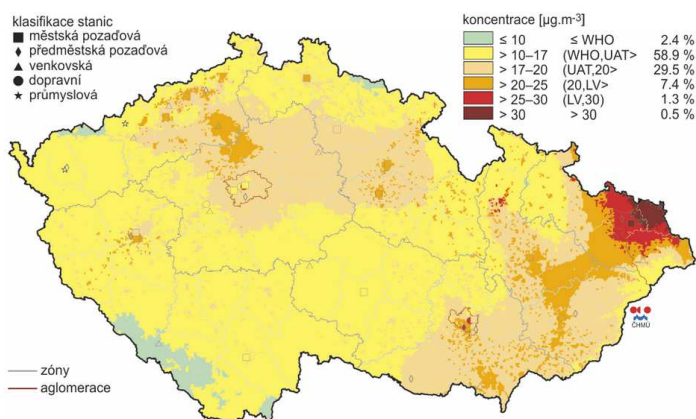 klasifikace stanic
městská pozaďová
předměstská pozaďová
venkovská
dopravní
průmyslová
koncentrace [µg.m-³]
≤ 10 ≤ WHO 2.4 %
> 10–17 (WHO,UAT> 58.9 %
> 17–20 (UAT,20> 29.5 %
> 20–25 (20,LV> 7.4 %
> 25–30 (LV,30) 1.3 %
> 30 > 30 0.5 %
ČHMÚ
zóny
aglomerace